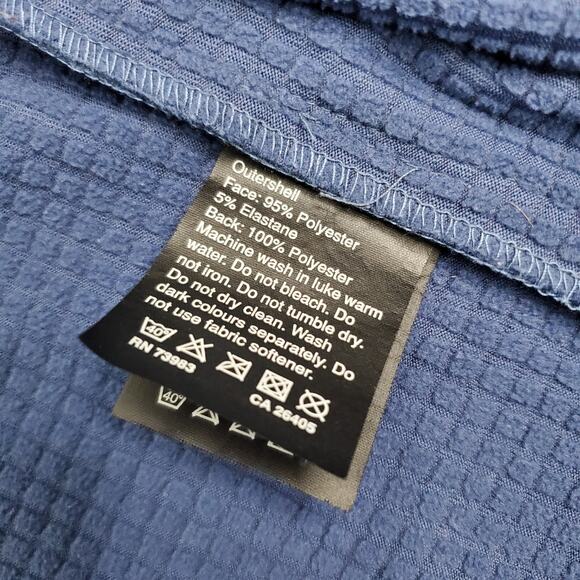 Outershell
Face: 95% Polyester
5% Elastane
Back: 100% Polyester
Machine wash in luke warm
water. Do not bleach. Do
not iron. Do not tumble dry.
Do not dry clean. Wash
dark colours separately. Do
not use fabric softener.
40°
RN 73983
CA 26405
40°